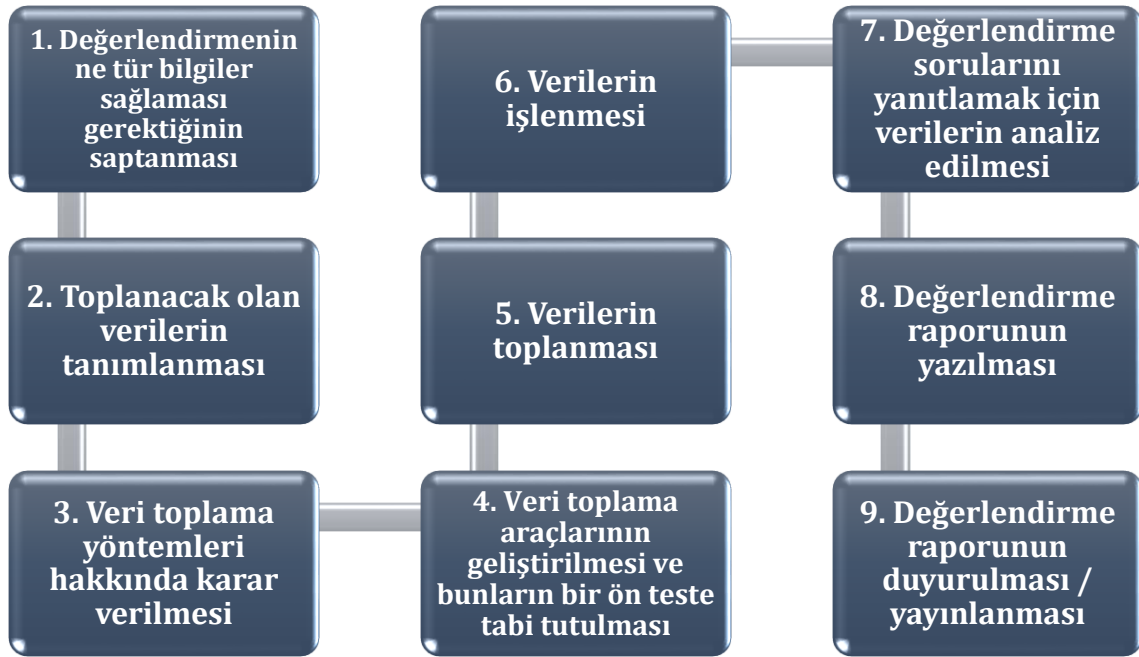 1. Değerlendirmenin
ne tür bilgiler
sağlaması
gerektiğinin
saptanması
2. Toplanacak olan
verilerin
tanımlanması
3. Veri toplama
yöntemleri
hakkında karar
verilmesi
4. Veri toplama
araçlarının
geliştirilmesi ve
bunların bir ön teste
tabi tutulması
5. Verilerin
toplanması
6. Verilerin
işlenmesi
7. Değerlendirme
sorularını
yanıtlamak için
verilerin analiz
edilmesi
8. Değerlendirme
raporunun
yazılması
9. Değerlendirme
raporunun
duyurulması /
yayınlanması